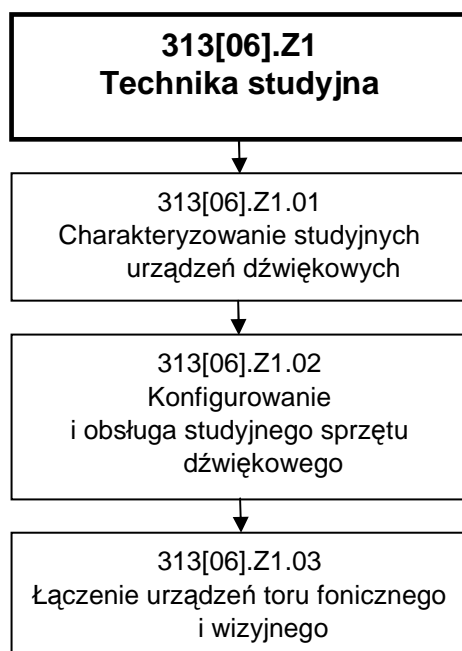 313[06].Z1
Technika studyjna
313[06].Z1.01
Charakteryzowanie studyjnych
urządzeń dźwiękowych
313[06].Z1.02
Konfigurowanie
i obsługa studyjnego sprzętu
dźwiękowego
313[06].Z1.03
Łączenie urządzeń toru fonicznego
i wizyjnego